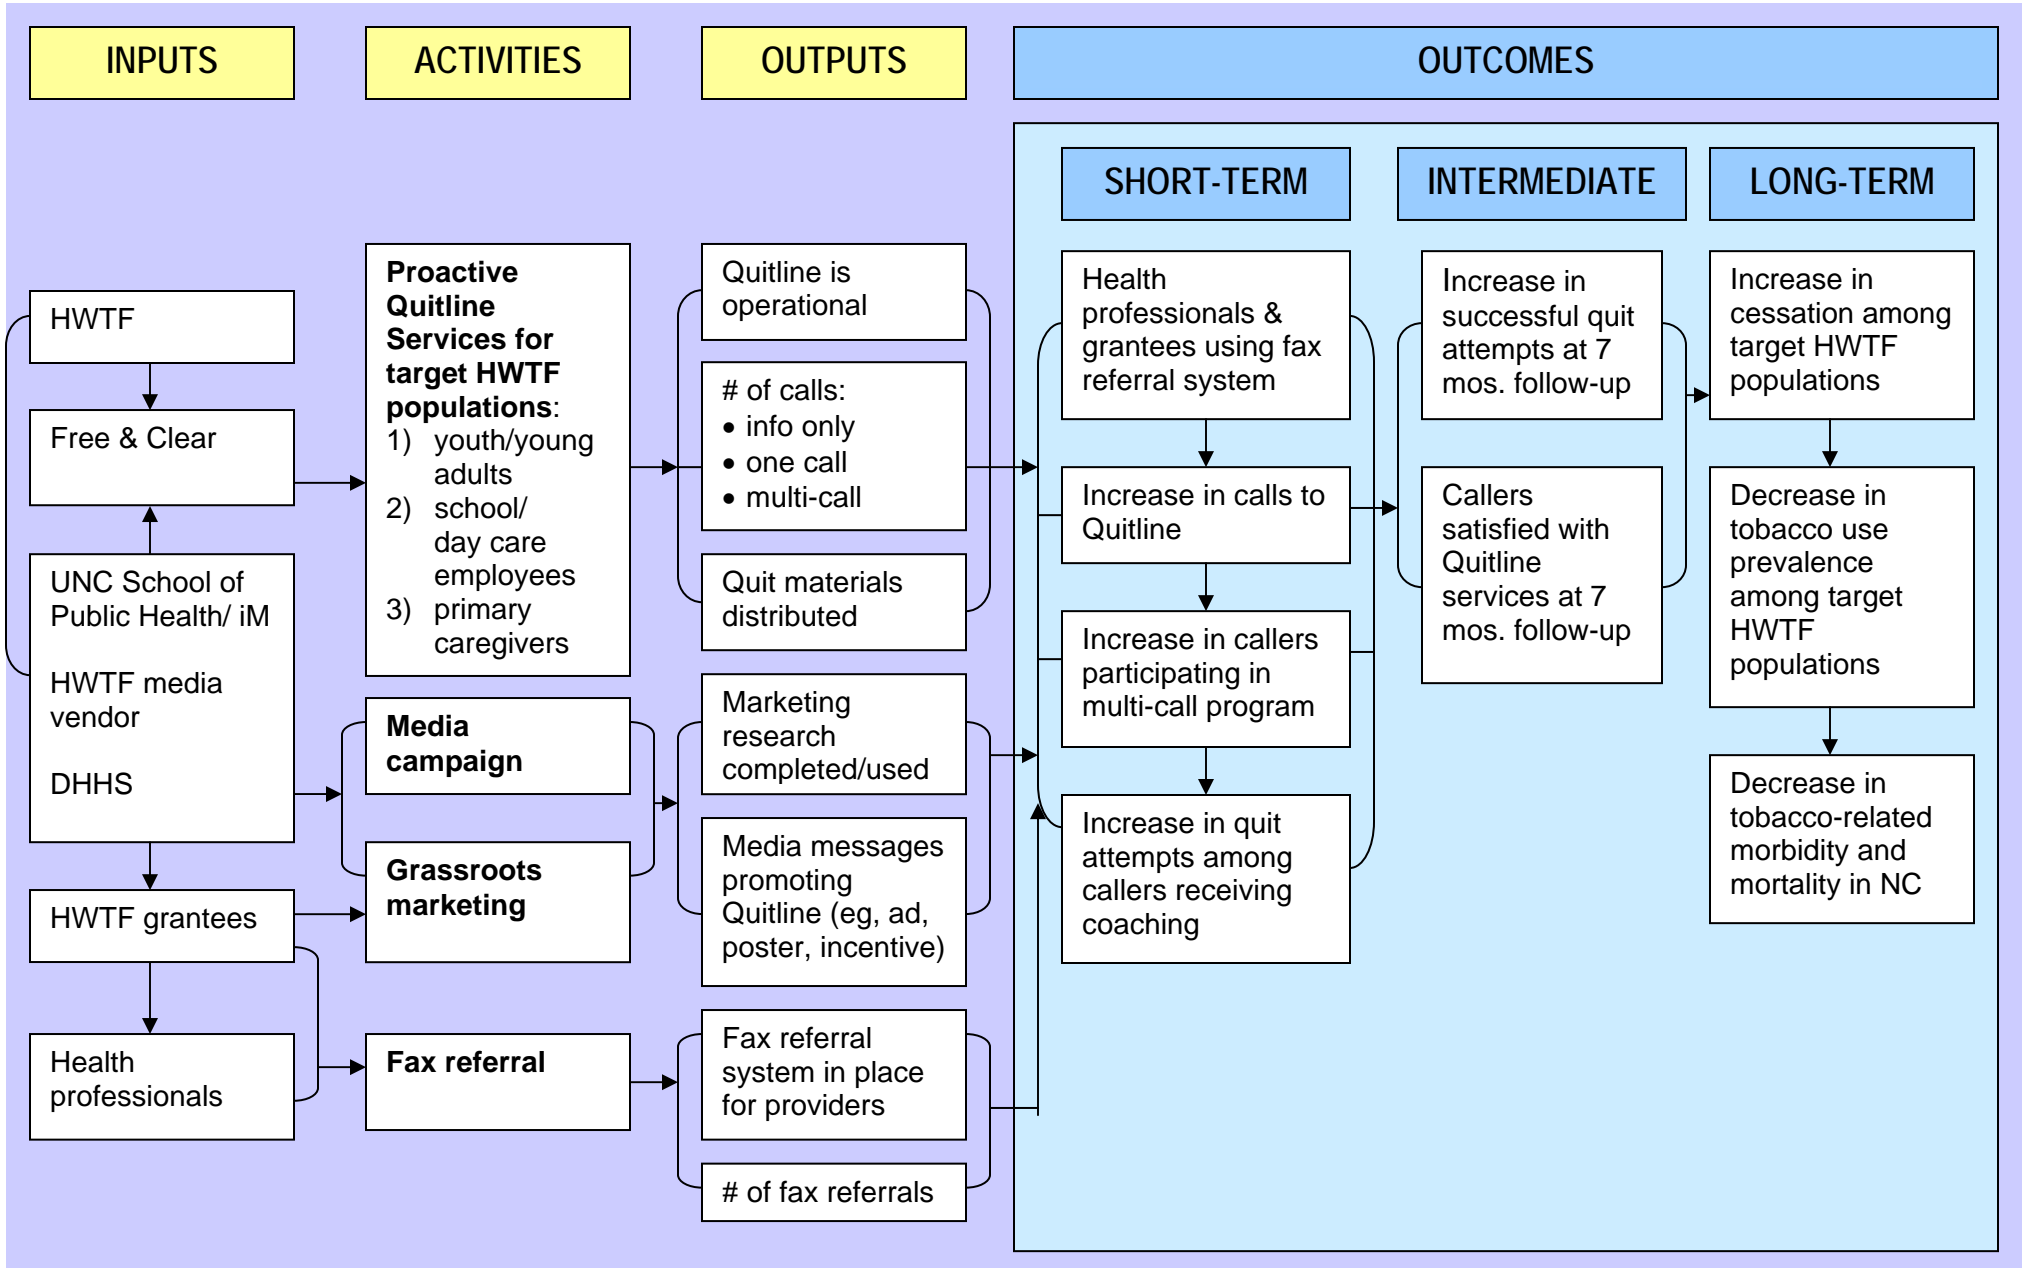 INPUTS
ACTIVITIES
OUTPUTS
OUTCOMES
SHORT-TERM
INTERMEDIATE
LONG-TERM
HWTF
Free & Clear
UNC School of
Public Health/ iM
HWTF media
vendor
DHHS
HWTF grantees
Health
professionals
Proactive
Quitline
Services for
target HWTF
populations:
1) youth/young
adults
2) school/
day care
employees
3) primary
caregivers
Media
campaign
Grassroots
marketing
Fax referral
Quitline is
operational
# of calls:
• info only
• one call
• multi-call
Quit materials
distributed
Marketing
research
completed/used
Media messages
promoting
Quitline (eg, ad,
poster, incentive)
Fax referral
system in place
for providers
# of fax referrals
Health
professionals &
grantees using fax
referral system
Increase in calls to
Quitline
Increase in callers
participating in
multi-call program
Increase in quit
attempts among
callers receiving
coaching
Increase in
successful quit
attempts at 7
mos. follow-up
Callers
satisfied with
Quitline
services at 7
mos. follow-up
Increase in
cessation among
target HWTF
populations
Decrease in
tobacco use
prevalence
among target
HWTF
populations
Decrease in
tobacco-related
morbidity and
mortality in NC